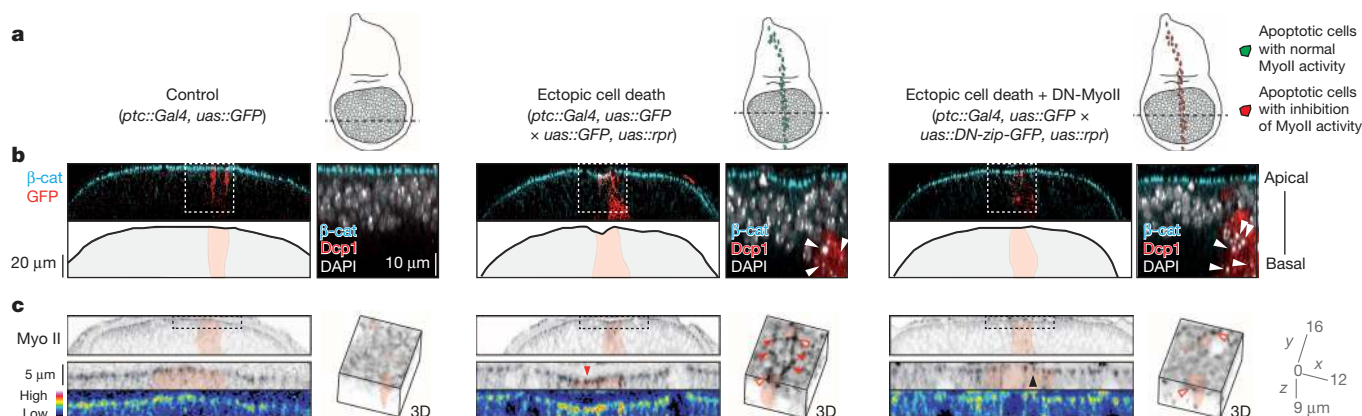 a
Control
(ptc::Gal4, uas::GFP)
Ectopic cell death
(ptc::Gal4, uas::GFP
× uas::GFP, uas::rpr)
Ectopic cell death + DN-MyoII
(ptc::Gal4, uas::GFP ×
uas::DN-zip-GFP, uas::rpr)
Apoptotic cells
with normal
MyoII activity
Apoptotic cells
with inhibition
of MyoII activity
b
β-cat
GFP
20 μm
β-cat
Dcp1
DAPI
10 μm
β-cat
Dcp1
DAPI
β-cat
Dcp1
DAPI
Apical
Basal
c
Myo II
5 μm
High
Low
3D
3D
3D
16
y
x
0
12
z
9 μm